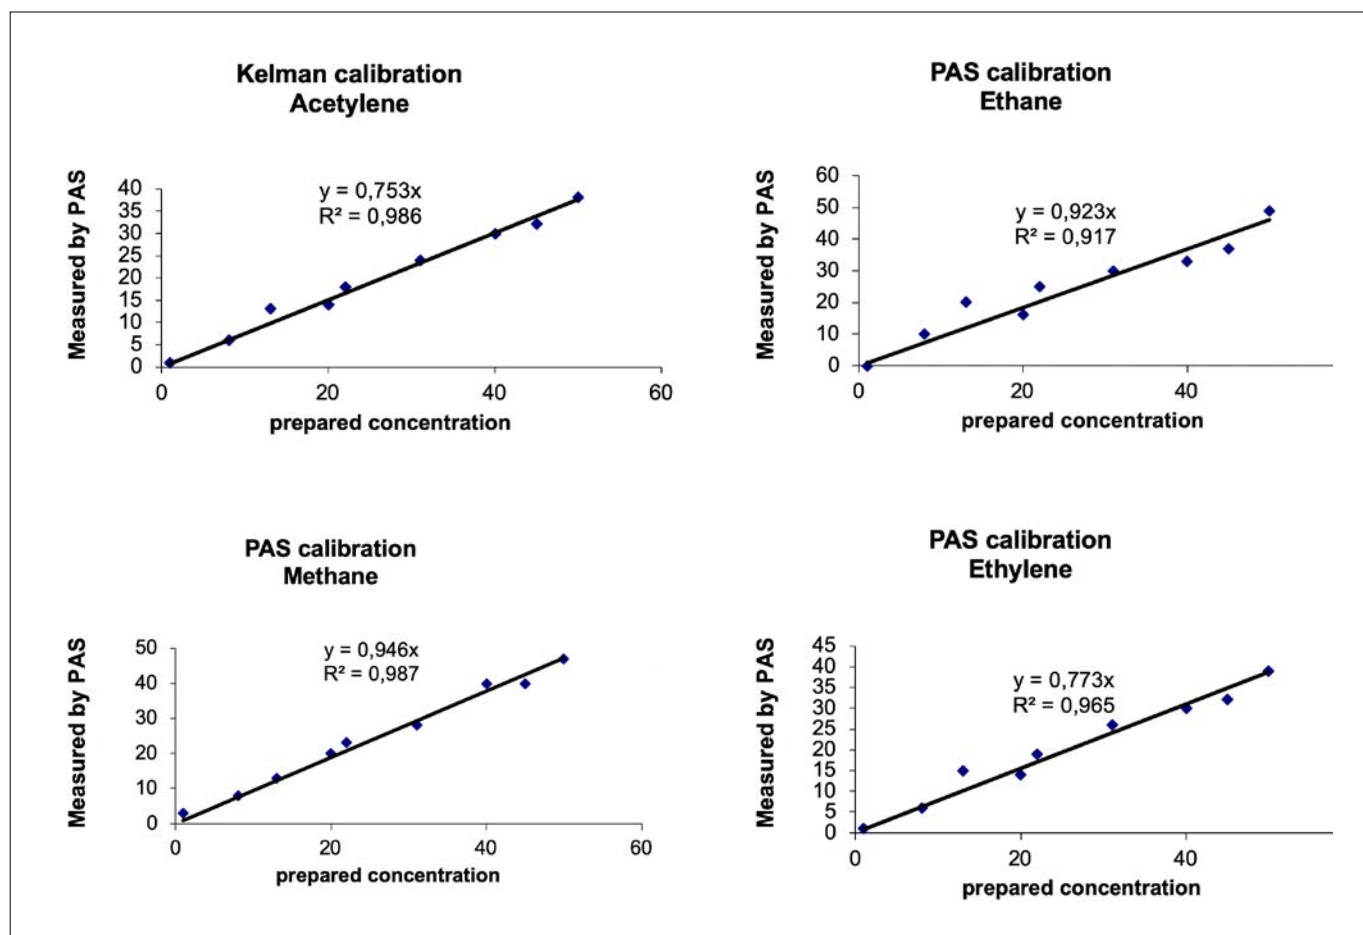 Kelman calibration
Acetylene
Measured by PAS
40
35
30
25
20
15
10
5
0
y = 0,753x
R² = 0,986
0
20
40
60
prepared concentration
PAS calibration
Ethane
Measured by PAS
60
50
40
30
20
10
0
y = 0,923x
R² = 0,917
0
20
40
prepared concentration
PAS calibration
Methane
Measured by PAS
50
40
30
20
10
0
y = 0,946x
R² = 0,987
0
20
40
60
prepared concentration
PAS calibration
Ethylene
Measured by PAS
45
40
35
30
25
20
15
10
5
0
y = 0,773x
R² = 0,965
0
20
40
prepared concentration